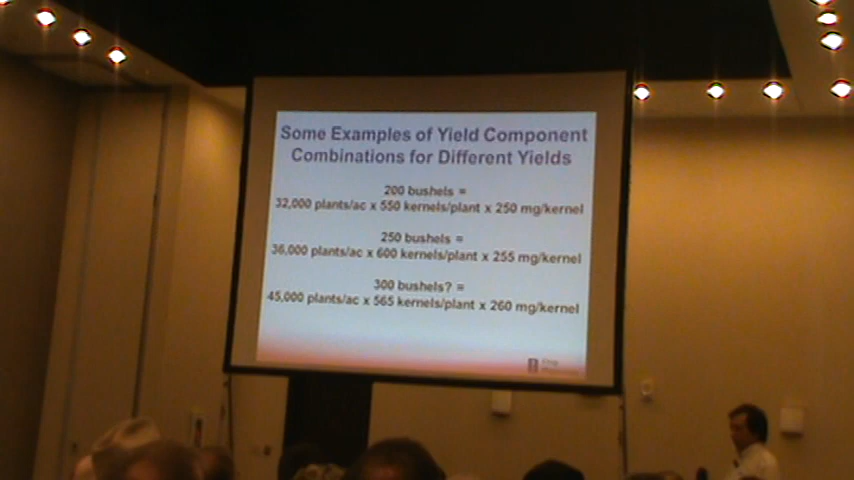 Some Examples of Yield Component
Combinations for Different Yields
200 bushels =
32,000 plants/ac x 550 kernels/plant x 250 mg/kernel
250 bushels =
36,000 plants/ac x 600 kernels/plant x 255 mg/kernel
300 bushels? =
45,000 plants/ac x 565 kernels/plant x 260 mg/kernel